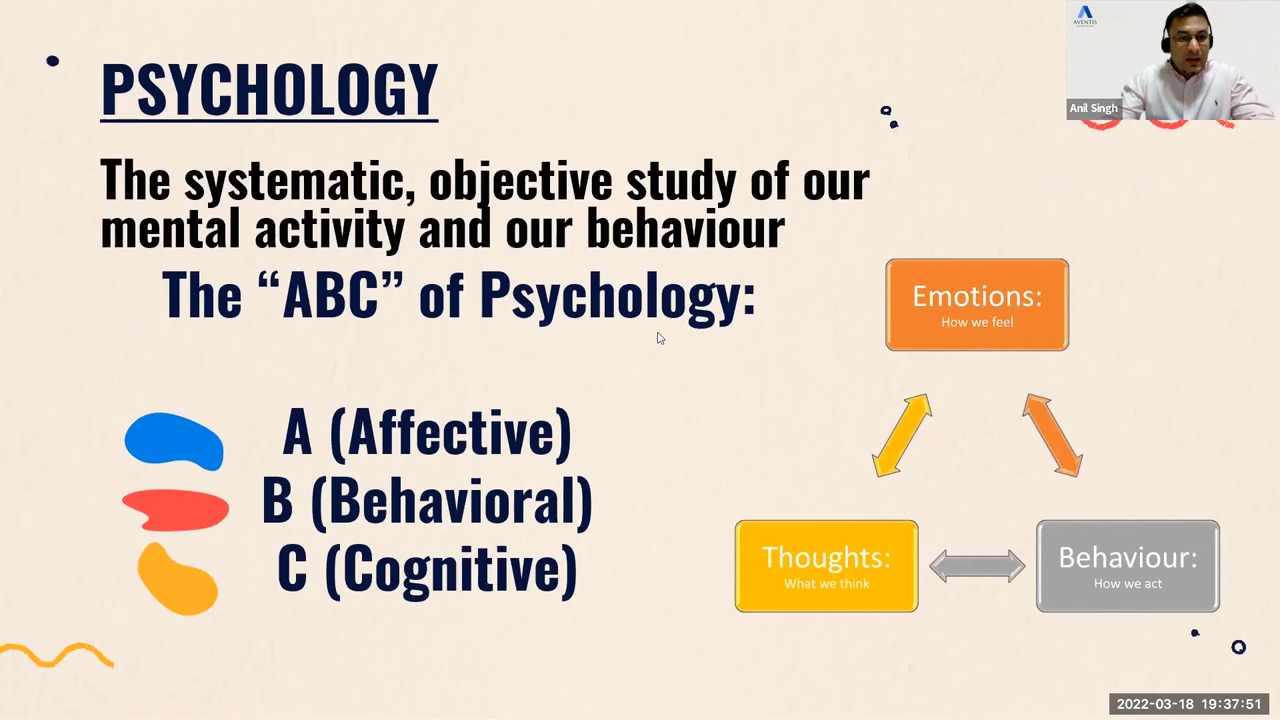 PSYCHOLOGY
The systematic, objective study of our
mental activity and our behaviour
The “ABC” of Psychology:
A (Affective)
B (Behavioral)
C (Cognitive)
Emotions:
How we feel
Thoughts:
What we think
Behaviour:
How we act
AVENTIS
Anil Singh
2022-03-18 19:37:51